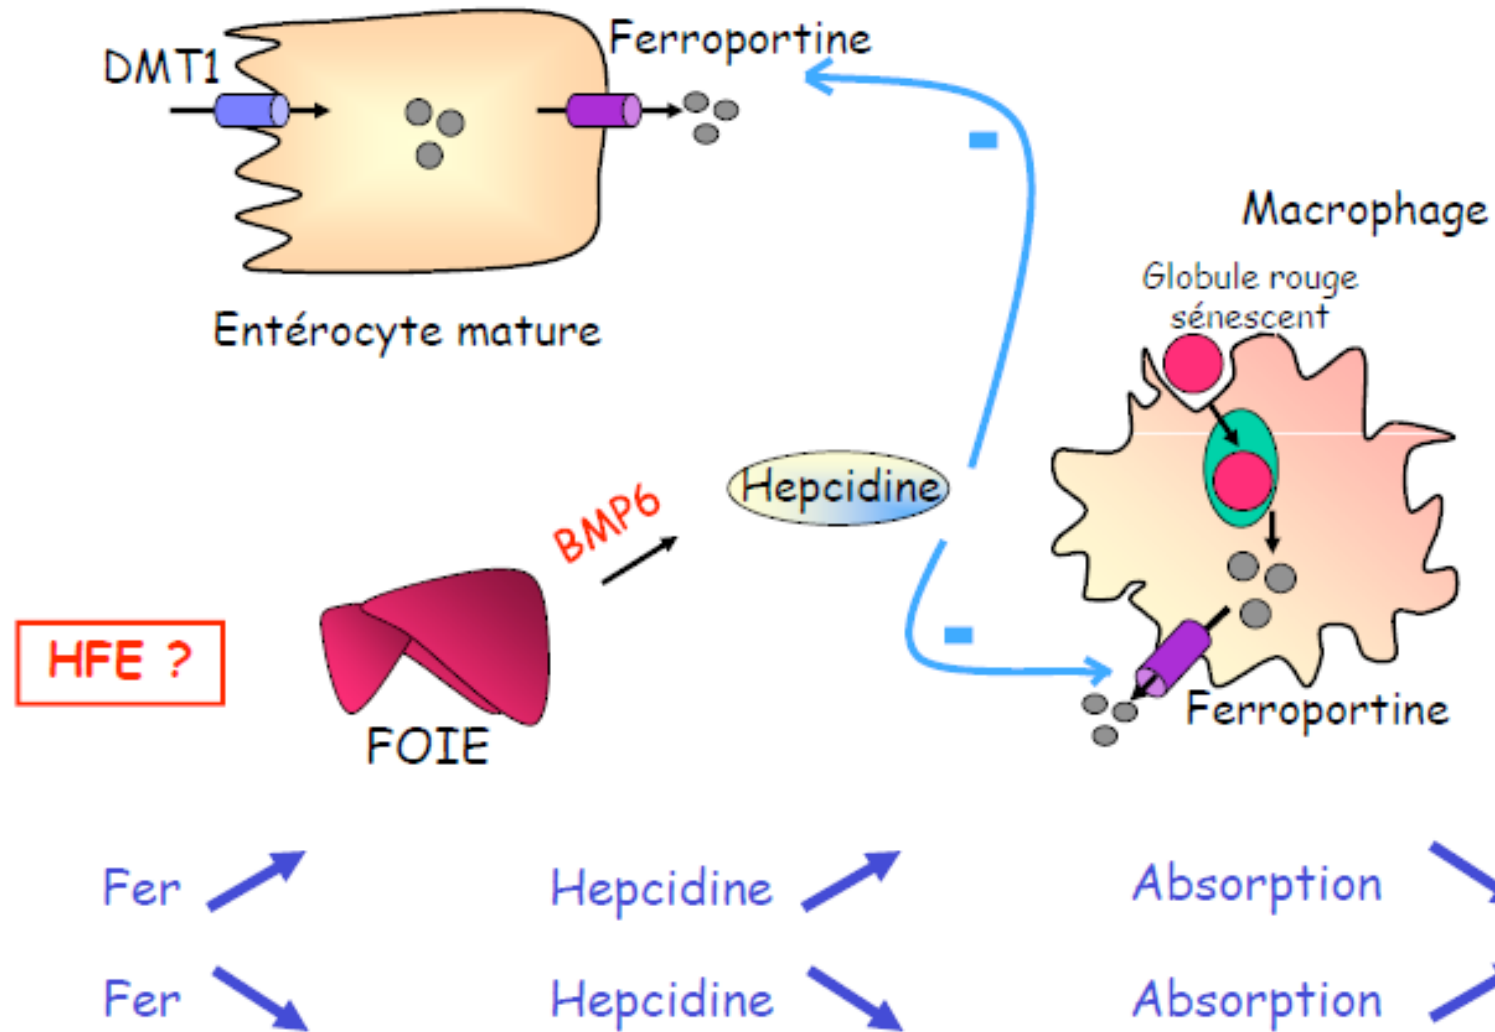 Ferroportine
DMT1
Macrophage
Globule rouge
sénescent
Entérocyte mature
Hepcidine
BMP6
HFE ?
FOIE
Ferroportine
Fer Hepcidine Absorption
Fer Hepcidine Absorption